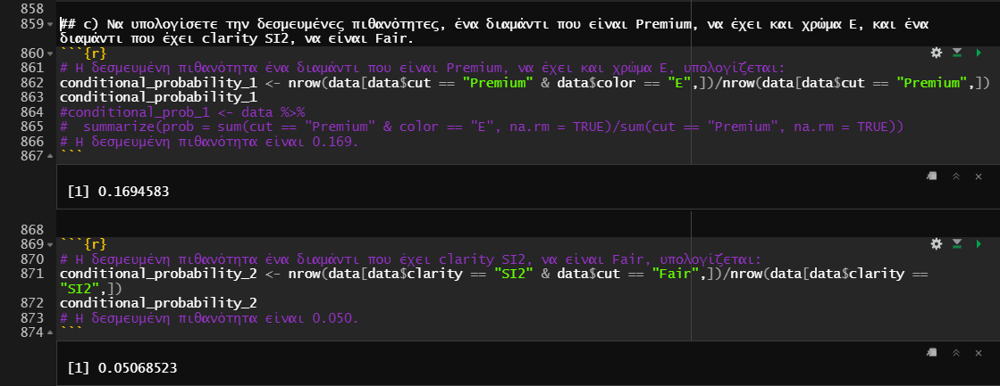 858
859 ## c) Να υπολογίσετε την δεσμευμένες πιθανότητες, ένα διαμάντι που είναι Premium, να έχει και χρώμα E, και ένα
διαμάντι που έχει clarity SI2, να είναι Fair.
860 ```{r}
861 # Η δεσμευμένη πιθανότητα ένα διαμάντι που είναι Premium, να έχει και χρώμα E, υπολογίζεται:
862 conditional_probability_1 <- nrow(data[data$cut == "Premium" & data$color == "E",])/nrow(data[data$cut == "Premium",])
863 conditional_probability_1
864 #conditional_prob_1 <- data %>%
865 #  summarize(prob = sum(cut == "Premium" & color == "E", na.rm = TRUE)/sum(cut == "Premium", na.rm = TRUE))
866 # Η δεσμευμένη πιθανότητα είναι 0.169.
867 ```
[1] 0.1694583
868
869 ```{r}
870 # Η δεσμευμένη πιθανότητα ένα διαμάντι που έχει clarity SI2, να είναι Fair, υπολογίζεται:
871 conditional_probability_2 <- nrow(data[data$clarity == "SI2" & data$cut == "Fair",])/nrow(data[data$clarity ==
"SI2",])
872 conditional_probability_2
873 # Η δεσμευμένη πιθανότητα είναι 0.050.
874 ```
[1] 0.05068523